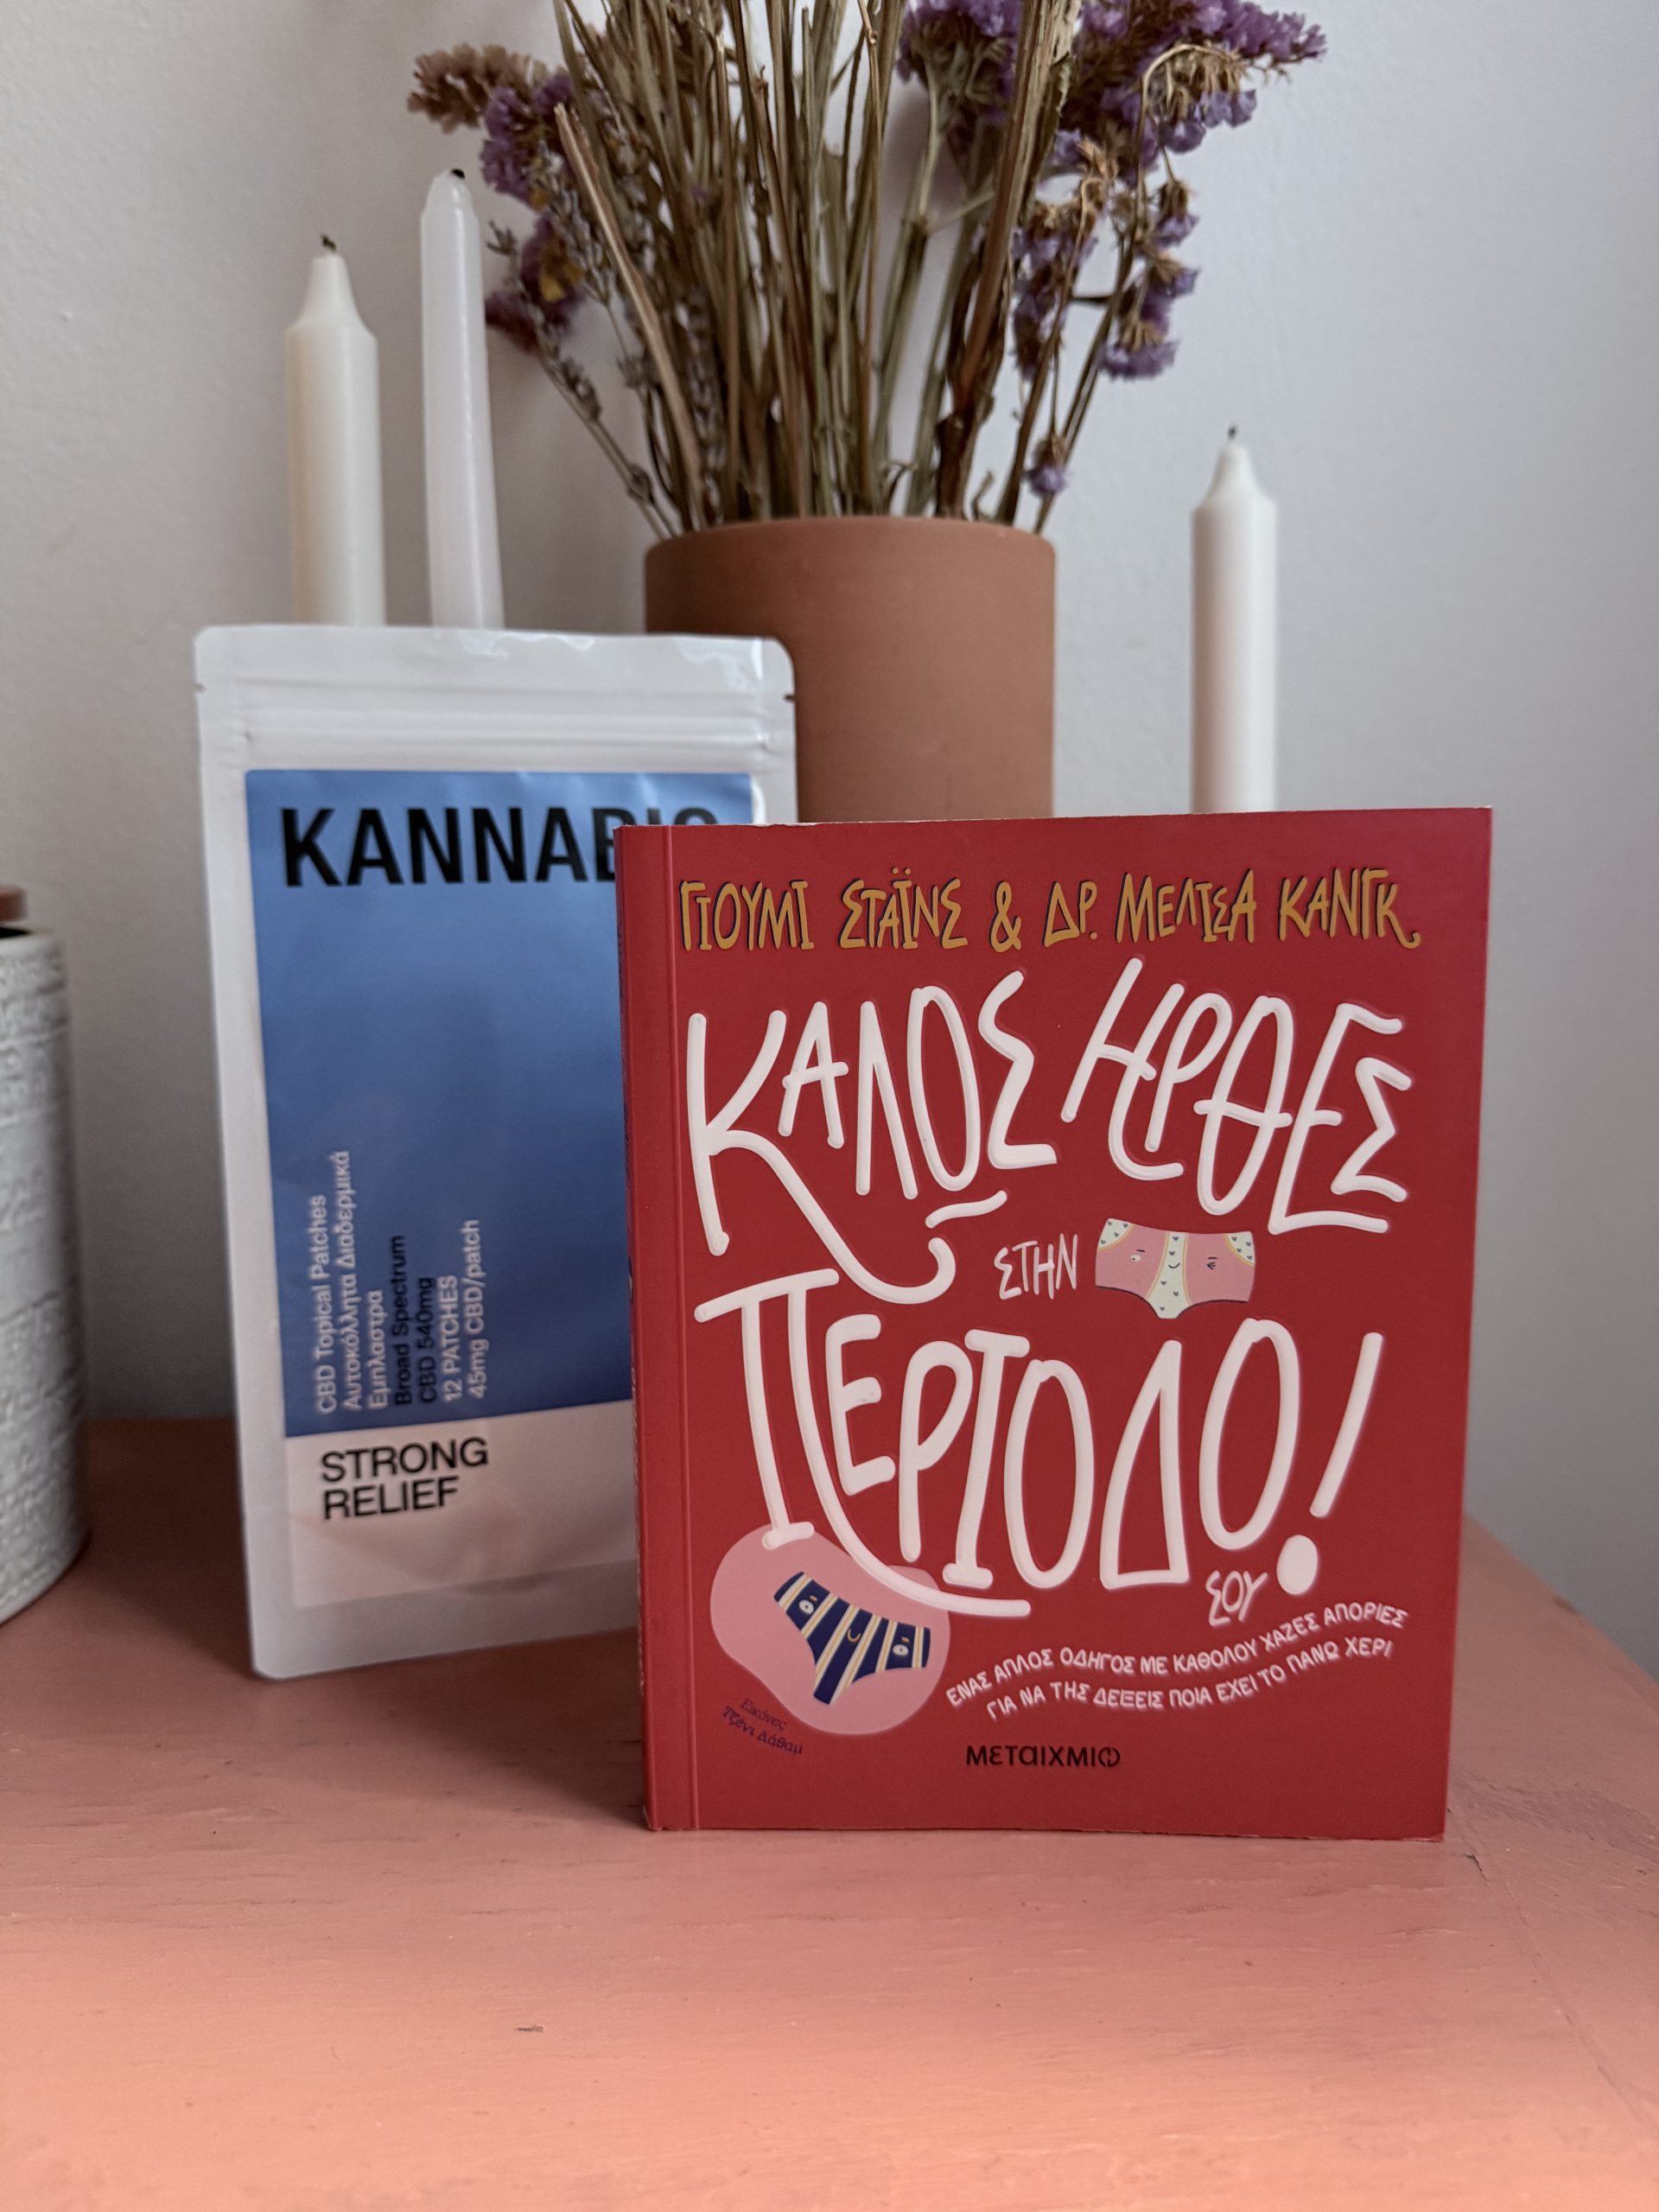 KANNABIS
CBD Topical Patches
Αυτοκόλλητα Διαδερμικά
Εμπλαστρα
Broad Spectrum
CBD 540mg
12 PATCHES
45mg CBD/patch
STRONG
RELIEF
ΓΙΟΥΜΙ ΣΤΑΪΝΣ & ΔΡ. ΜΕΛΙΣΑ ΚΑΝΓΚ
ΚΑΛΩΣ ΗΡΘΕΣ
ΣΤΗΝ
ΠΕΡΙΟΔΟ!
ΣΟΥ
ΕΝΑΣ ΑΠΛΟΣ ΟΔΗΓΟΣ ΜΕ ΚΑΘΟΛΟΥ ΧΑΖΕΣ ΑΠΟΡΙΕΣ
ΓΙΑ ΝΑ ΤΗΣ ΔΕΙΞΕΙΣ ΠΟΙΑ ΕΧΕΙ ΤΟ ΠΑΝΩ ΧΕΡΙ
Εικόνες
Τζένι Λάθαμ
ΜΕΤΑΙΧΜΙΟ